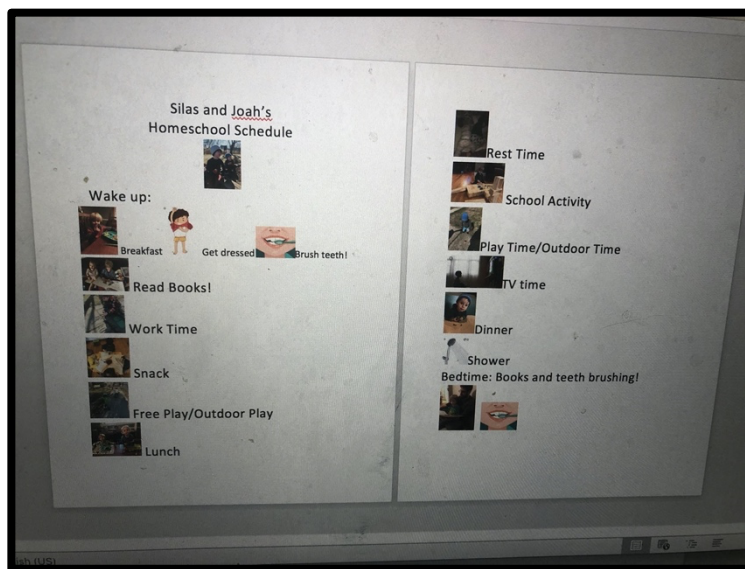 Silas and Joah's
Homeschool Schedule
Wake up:
Breakfast Get dressed Brush teeth!
Read Books!
Work Time
Snack
Free Play/Outdoor Play
Lunch
Rest Time
School Activity
Play Time/Outdoor Time
TV time
Dinner
Shower
Bedtime: Books and teeth brushing!
(US)